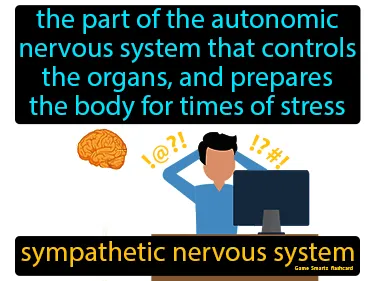 the part of the autonomic
nervous system that controls
the organs, and prepares
the body for times of stress
!@?!
!?#!
sympathetic nervous system
Game Smartz flashcard